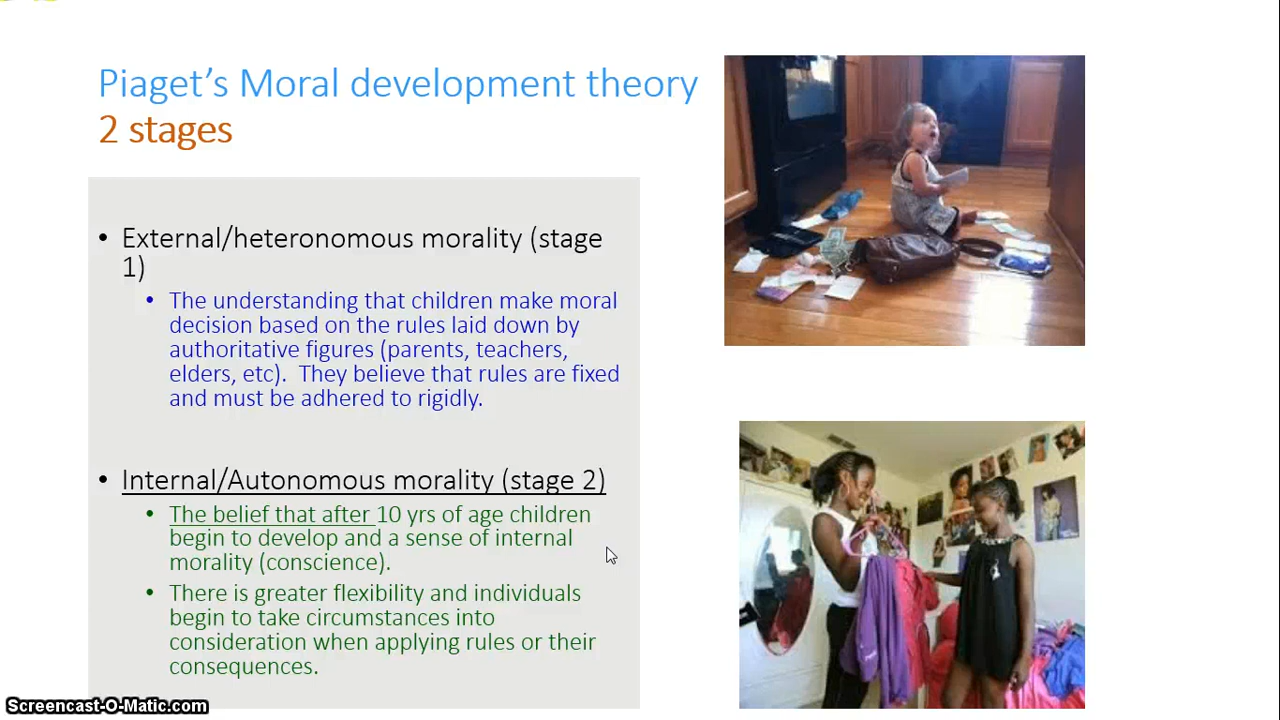 Piaget's Moral development theory
2 stages
• External/heteronomous morality (stage
1)
• The understanding that children make moral
decision based on the rules laid down by
authoritative figures (parents, teachers,
elders, etc).  They believe that rules are fixed
and must be adhered to rigidly.
• Internal/Autonomous morality (stage 2)
• The belief that after 10 yrs of age children
begin to develop and a sense of internal
morality (conscience).
• There is greater flexibility and individuals
begin to take circumstances into
consideration when applying rules or their
consequences.
Screencast-O-Matic.com